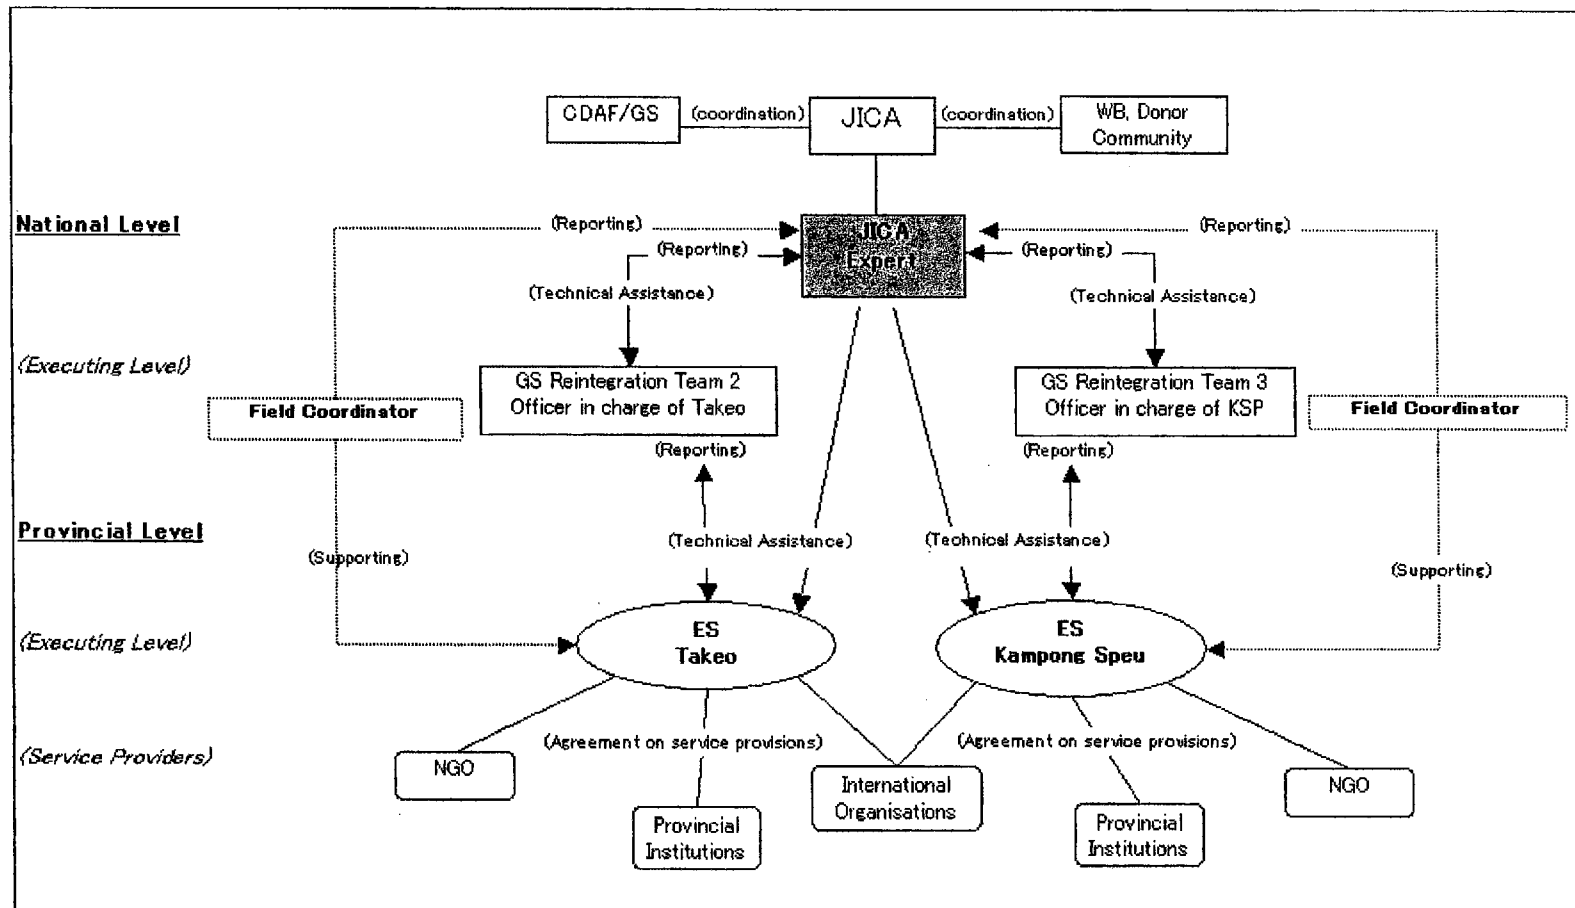 CDAF/GS
(coordination)
JICA
(coordination)
WB, Donor
Community
National Level
(Reporting)
JICA
Expert
(Reporting)
(Reporting)
(Reporting)
(Technical Assistance)
(Technical Assistance)
(Executing Level)
GS Reintegration Team 2
Officer in charge of Takeo
GS Reintegration Team 3
Officer in charge of KSP
Field Coordinator
Field Coordinator
(Reporting)
(Reporting)
Provincial Level
(Supporting)
(Technical Assistance)
(Technical Assistance)
(Supporting)
(Executing Level)
ES
Takeo
ES
Kampong Speu
(Service Providers)
(Agreement on service provisions)
(Agreement on service provisions)
NGO
International
Organisations
NGO
Provincial
Institutions
Provincial
Institutions